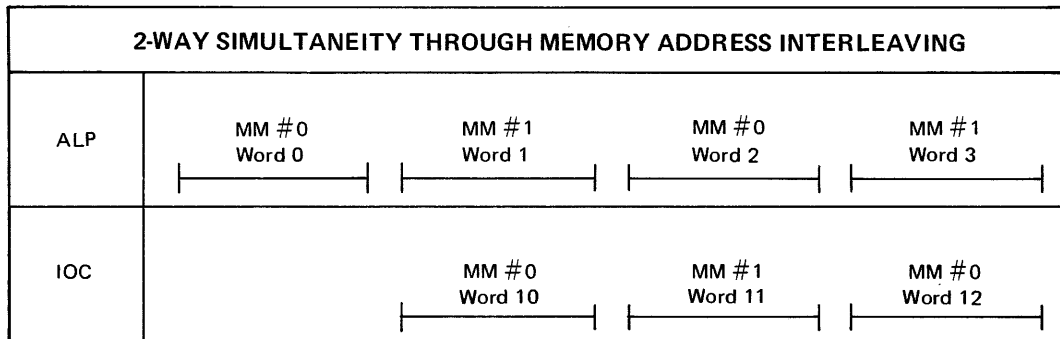 2-WAY SIMULTANEITY THROUGH MEMORY ADDRESS INTERLEAVING
ALP
MM #0
Word 0
MM #1
Word 1
MM #0
Word 2
MM #1
Word 3
IOC
MM #0
Word 10
MM #1
Word 11
MM #0
Word 12